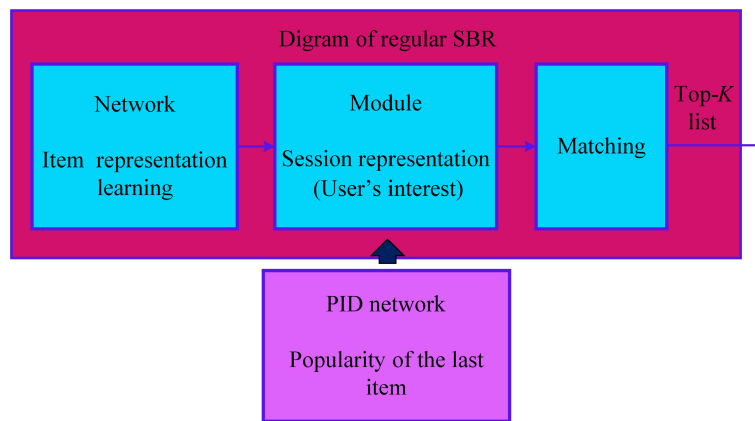 Digram of regular SBR
Network
Item representation
learning
Module
Session representation
(User's interest)
Matching
Top-K
list
PID network
Popularity of the last
item